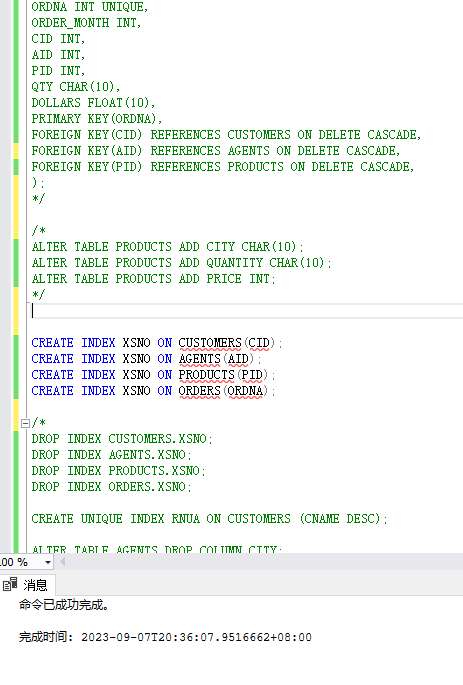 ORDNA INT UNIQUE,
ORDER_MONTH INT,
CID INT,
AID INT,
PID INT,
QTY CHAR(10),
DOLLARS FLOAT(10),
PRIMARY KEY(ORDNA),
FOREIGN KEY(CID) REFERENCES CUSTOMERS ON DELETE CASCADE,
FOREIGN KEY(AID) REFERENCES AGENTS ON DELETE CASCADE,
FOREIGN KEY(PID) REFERENCES PRODUCTS ON DELETE CASCADE,
);
*/
/*
ALTER TABLE PRODUCTS ADD CITY CHAR(10);
ALTER TABLE PRODUCTS ADD QUANTITY CHAR(10);
ALTER TABLE PRODUCTS ADD PRICE INT;
*/
CREATE INDEX XSNO ON CUSTOMERS(CID);
CREATE INDEX XSNO ON AGENTS(AID);
CREATE INDEX XSNO ON PRODUCTS(PID);
CREATE INDEX XSNO ON ORDERS(ORDNA);
/*
DROP INDEX CUSTOMERS.XSNO;
DROP INDEX AGENTS.XSNO;
DROP INDEX PRODUCTS.XSNO;
DROP INDEX ORDERS.XSNO;
CREATE UNIQUE INDEX RNUA ON CUSTOMERS (CNAME DESC);
ALTER TABLE AGENTS DROP COLUMN CITY;
00 %
消息
命令已成功完成。
完成时间: 2023-09-07T20:36:07.9516662+08:00